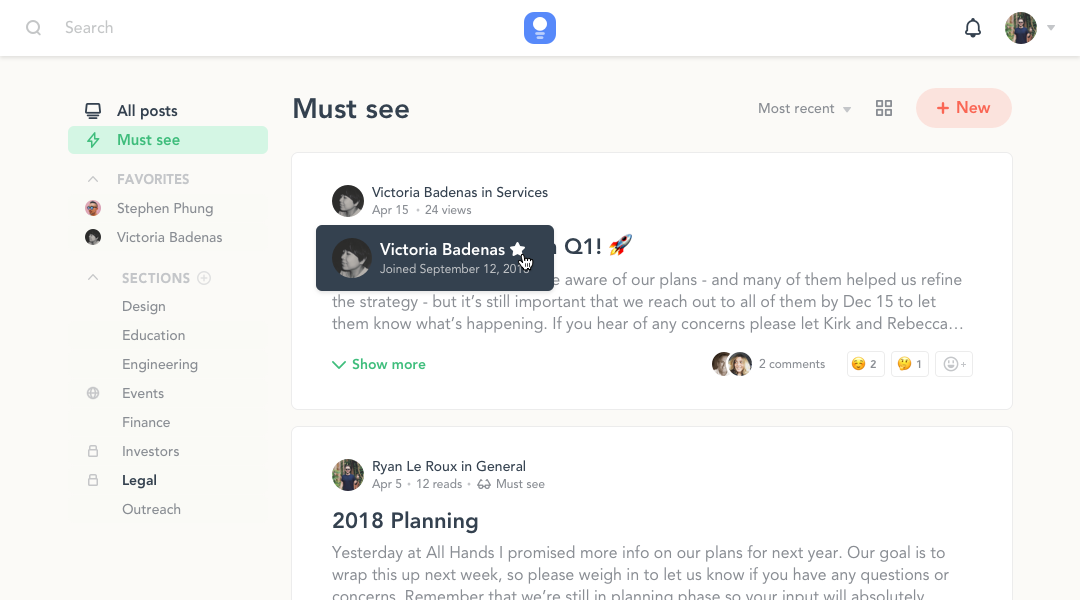 Search
All posts
Must see
FAVORITES
Stephen Phung
Victoria Badenas
SECTIONS
Design
Education
Engineering
Events
Finance
Investors
Legal
Outreach
Must see
Most recent
+ New
Victoria Badenas in Services
Apr 15 · 24 views
Victoria Badenas ★
Joined September 12, 2018
Q1! 🚀
aware of our plans - and many of them helped us refine
the strategy - but it’s still important that we reach out to all of them by Dec 15 to let
them know what’s happening. If you hear of any concerns please let Kirk and Rebecca…
Show more
2 comments
☺️ 2
🤔 1
+
Ryan Le Roux in General
Apr 5 · 12 reads · Must see
2018 Planning
Yesterday at All Hands I promised more info on our plans for next year. Our goal is to
wrap this up next week, so please weigh in to let us know if you have any questions or
concerns. Remember that we’re still in planning phase so your input will absolutely